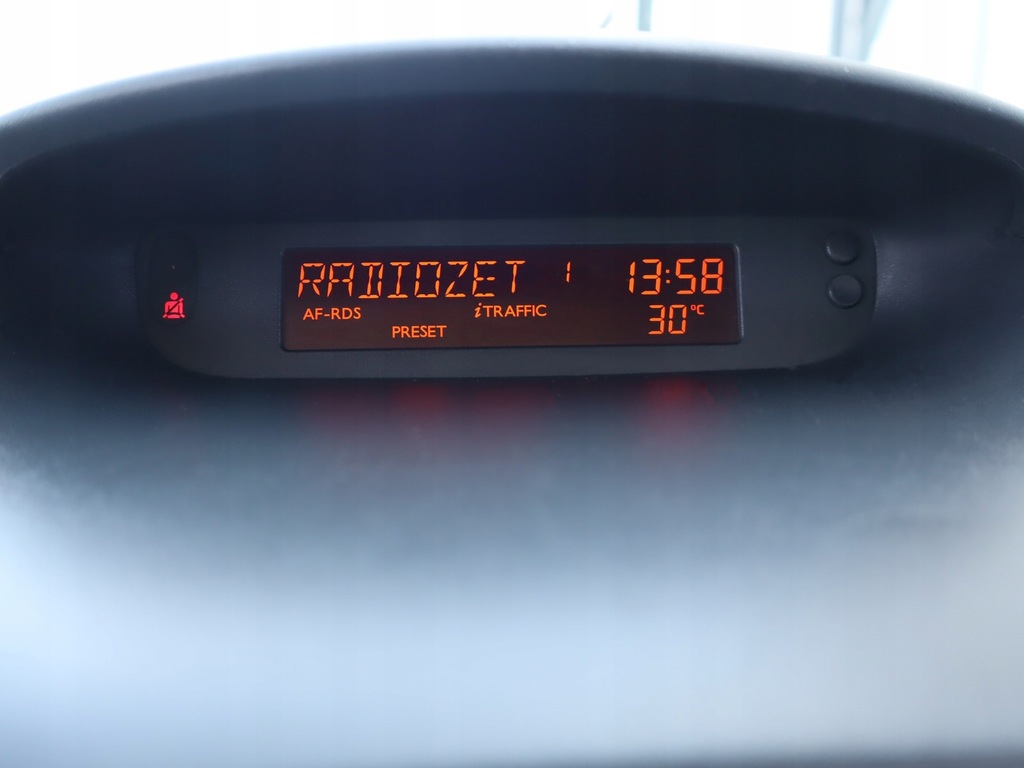 RADIOZET 1 13:58
AF-RDS iTRAFFIC 30°C
PRESET